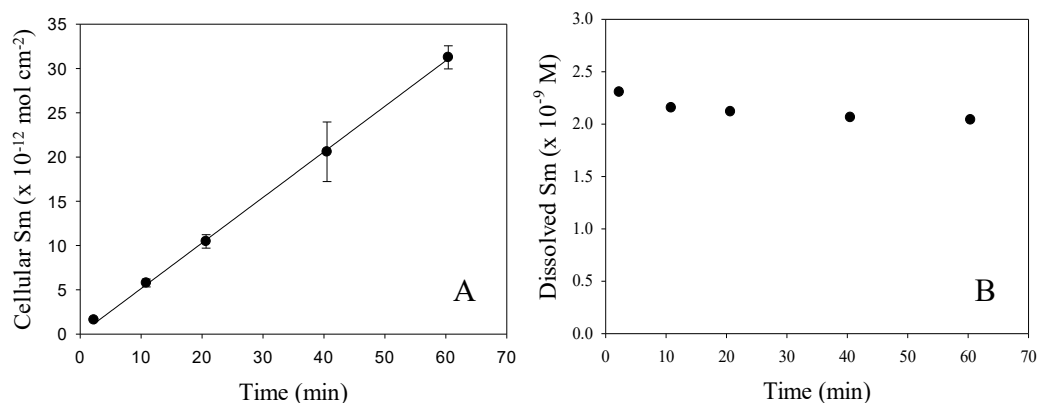 Cellular Sm (x 10⁻¹² mol cm⁻²)
35
30
25
20
15
10
5
0
A
0 10 20 30 40 50 60 70
Time (min)
Dissolved Sm (x 10⁻⁹ M)
3.0
2.5
2.0
1.5
1.0
0.5
0.0
B
0 10 20 30 40 50 60 70
Time (min)